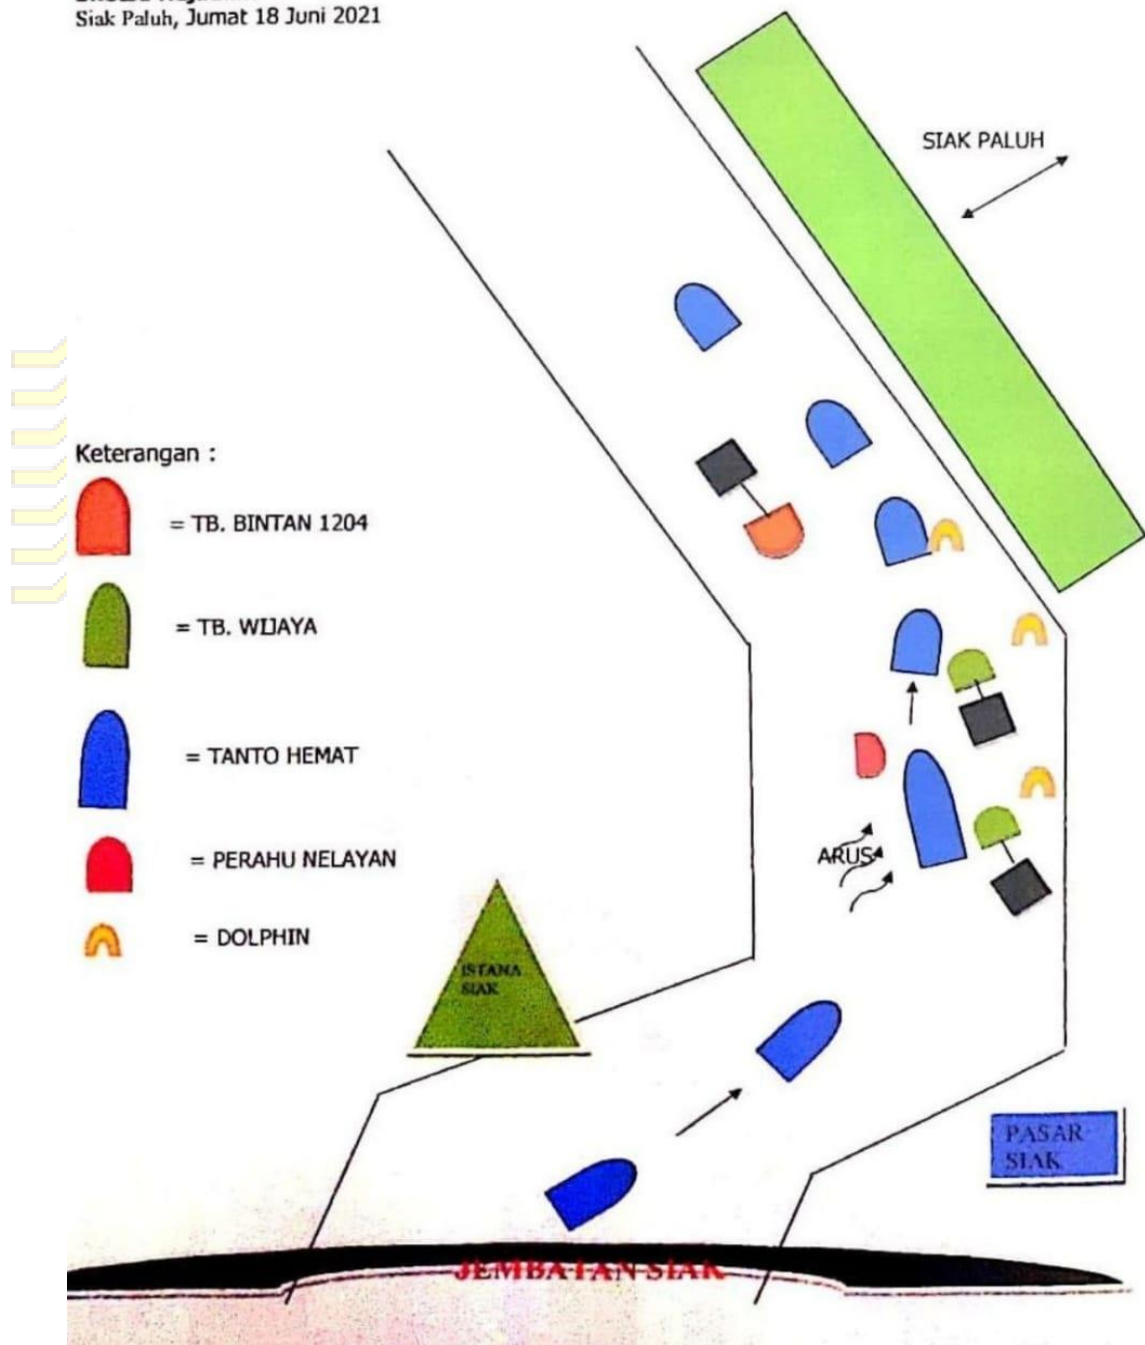 Siak Paluh, Jumat 18 Juni 2021
SIAK PALUH
Keterangan :
= TB. BINTAN 1204
= TB. WIJAYA
= TANTO HEMAT
= PERAHU NELAYAN
= DOLPHIN
ARUS
ISTANA
SIAK
PASAR
SIAK
JEMBATAN SIAK